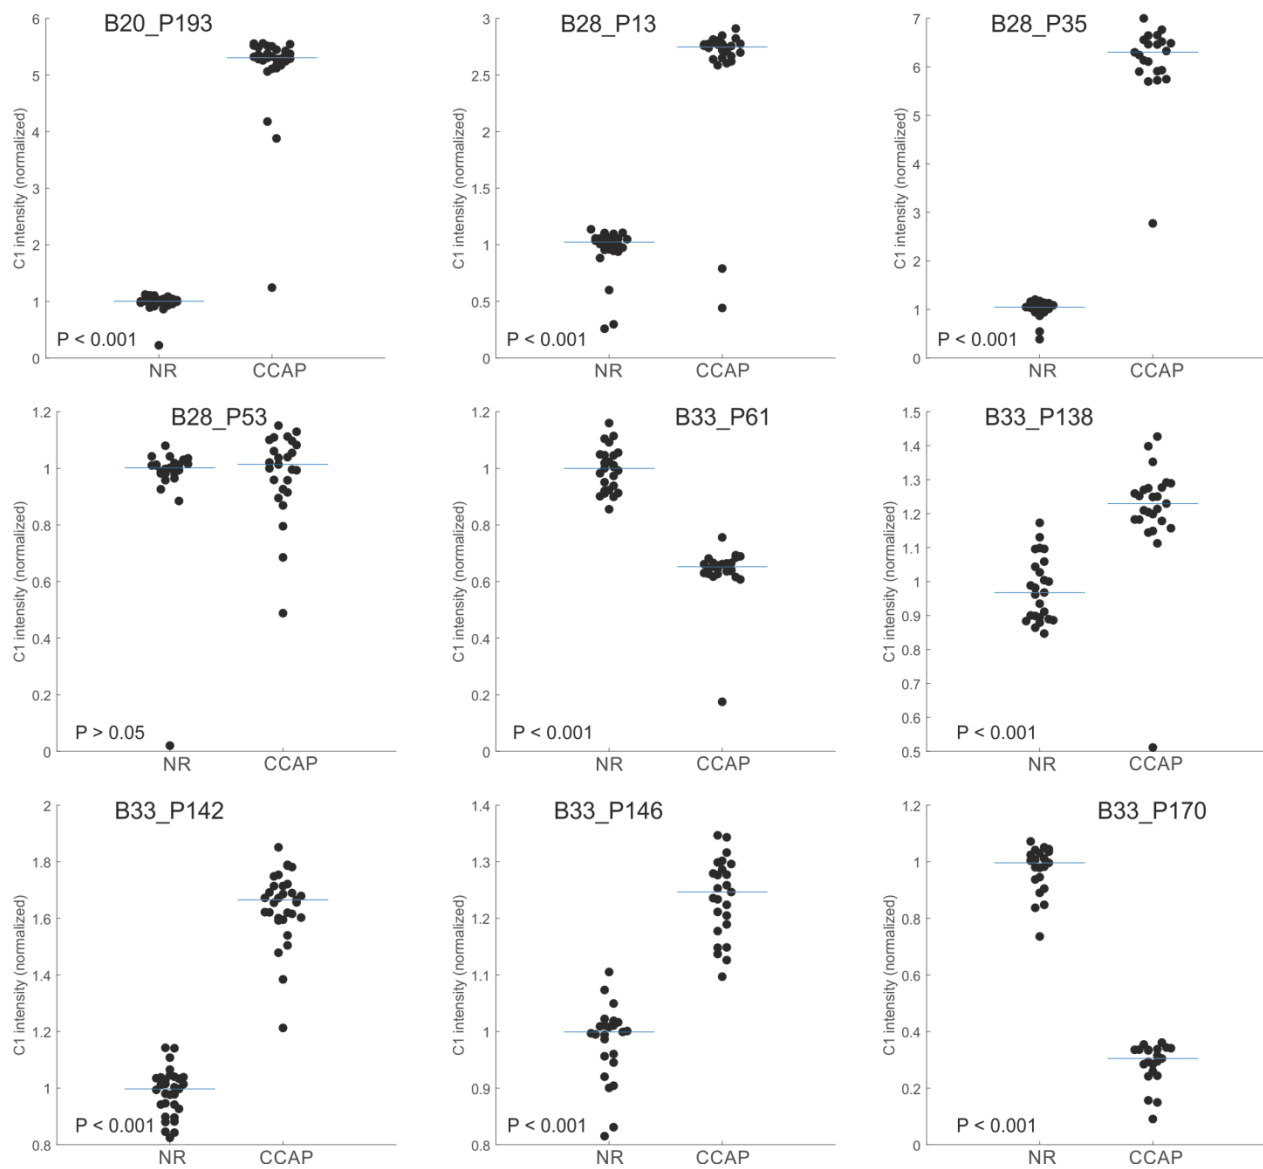 B20_P193
6
5
4
3
2
1
0
C1 intensity (normalized)
P < 0.001
NR
CCAP
B28_P13
3
2.5
2
1.5
1
0.5
0
C1 intensity (normalized)
P < 0.001
NR
CCAP
B28_P35
7
6
5
4
3
2
1
0
C1 intensity (normalized)
P < 0.001
NR
CCAP
B28_P53
1.2
1
0.8
0.6
0.4
0.2
0
C1 intensity (normalized)
P > 0.05
NR
CCAP
B33_P61
1.2
1
0.8
0.6
0.4
0.2
0
C1 intensity (normalized)
P < 0.001
NR
CCAP
B33_P138
1.5
1.4
1.3
1.2
1.1
1
0.9
0.8
0.7
0.6
0.5
C1 intensity (normalized)
P < 0.001
NR
CCAP
B33_P142
2
1.8
1.6
1.4
1.2
1
0.8
C1 intensity (normalized)
P < 0.001
NR
CCAP
B33_P146
1.4
1.3
1.2
1.1
1
0.9
0.8
C1 intensity (normalized)
P < 0.001
NR
CCAP
B33_P170
1.2
1
0.8
0.6
0.4
0.2
0
C1 intensity (normalized)
P < 0.001
NR
CCAP